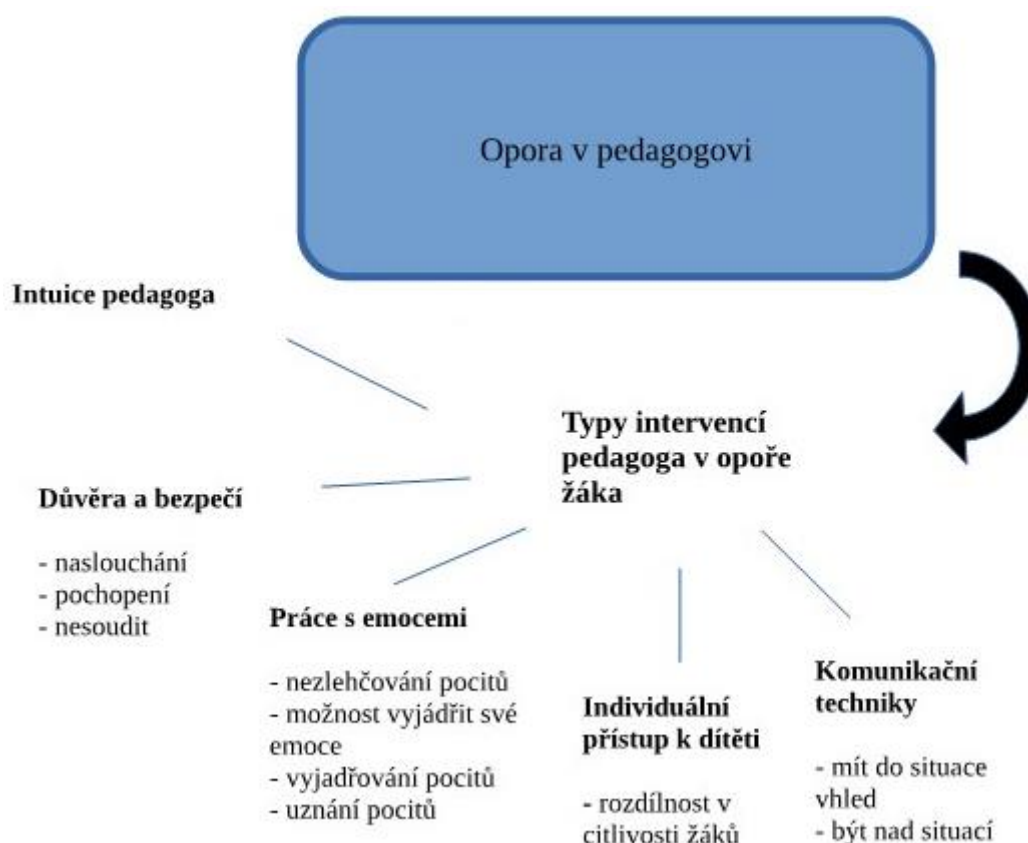 Opora v pedagogovi
Intuice pedagoga
Typy intervencí
pedagoga v opoře
žáka
Důvěra a bezpečí
- naslouchání
- pochopení
- nesoudit
Práce s emocemi
- nezlehčování pocitů
- možnost vyjádřit své
emoce
- vyjadřování pocitů
- uznání pocitů
Individuální
přístup k dítěti
- rozdílnost v
citlivosti žáků
Komunikační
techniky
- mít do situace
vhled
- být nad situací